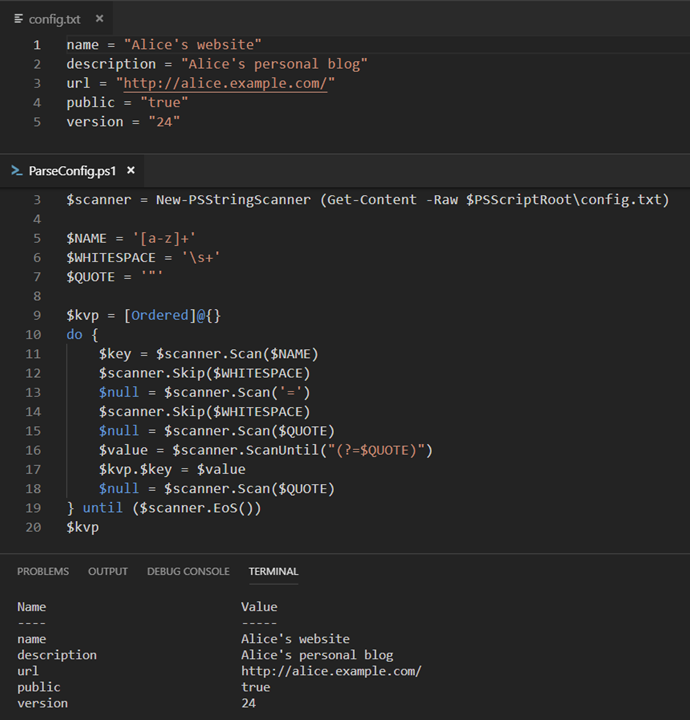 config.txt ×
1 name = "Alice's website"
2 description = "Alice's personal blog"
3 url = "http://alice.example.com/"
4 public = "true"
5 version = "24"
ParseConfig.ps1 ×
3 $scanner = New-PSStringScanner (Get-Content -Raw $PSScriptRoot\config.txt)
4
5 $NAME = '[a-z]+'
6 $WHITESPACE = '\s+'
7 $QUOTE = '"'
8
9 $kvp = [Ordered]@{}
10 do {
11     $key = $scanner.Scan($NAME)
12     $scanner.Skip($WHITESPACE)
13     $null = $scanner.Scan('=')
14     $scanner.Skip($WHITESPACE)
15     $null = $scanner.Scan($QUOTE)
16     $value = $scanner.ScanUntil("(?=$QUOTE)")
17     $kvp.$key = $value
18     $null = $scanner.Scan($QUOTE)
19 } until ($scanner.EoS())
20 $kvp
PROBLEMS OUTPUT DEBUG CONSOLE TERMINAL
Name Value
---- -----
name Alice's website
description Alice's personal blog
url http://alice.example.com/
public true
version 24